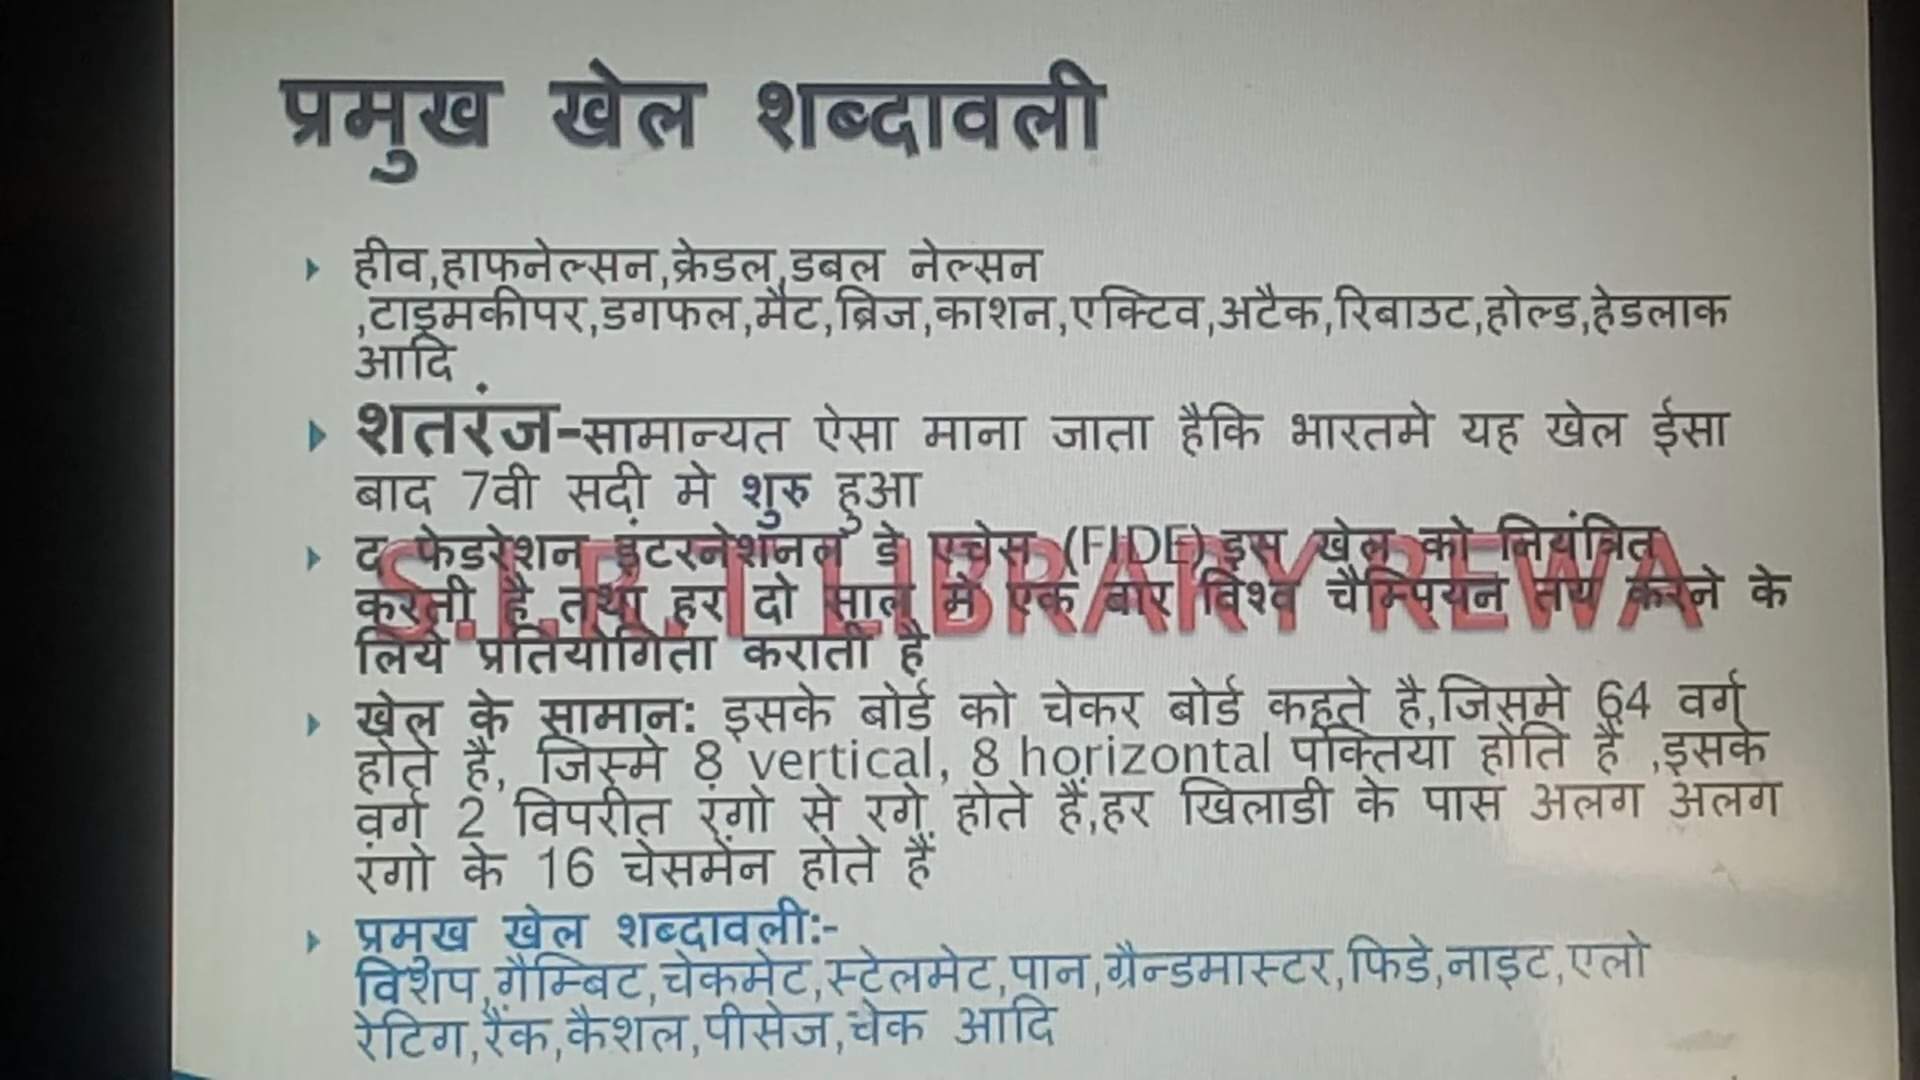 प्रमुख खेल शब्दावली
हीव,हाफनेल्सन,क्रेडल,डबल नेल्सन
,टाइमकीपर,डगफल,मैट,ब्रिज,काशन,एक्टिव,अटैक,रिबाउट,होल्ड,हेडलाक
आदि
शतरंज-सामान्यत ऐसा माना जाता हैकि भारतमे यह खेल ईसा
बाद 7वी सदी मे शुरु हुआ
द फेडरेशन इंटरनेशनल डे एचेस (FIDE) इस खेल को नियंत्रित
करती है तथा हर दो साल मे एक बार विश्व चैम्पियन तय करने के
लिये प्रतियोगिता कराती है
S.I.R.T LIBRARY REWA
खेल के सामान: इसके बोर्ड को चेकर बोर्ड कहते है,जिसमे 64 वर्ग
होते है, जिस्मे 8 vertical, 8 horizontal पंक्तिया होति है ,इसके
वर्ग 2 विपरीत रंगो से रगे होते हैं,हर खिलाडी के पास अलग अलग
रंगो के 16 चेसमेंन होते हैं
प्रमुख खेल शब्दावली:-
विशप,गैम्बिट,चेकमेट,स्टेलमेट,पान,ग्रैन्डमास्टर,फिडे,नाइट,एलो
रेटिग,रैंक,कैशल,पीसेज,चेक आदि